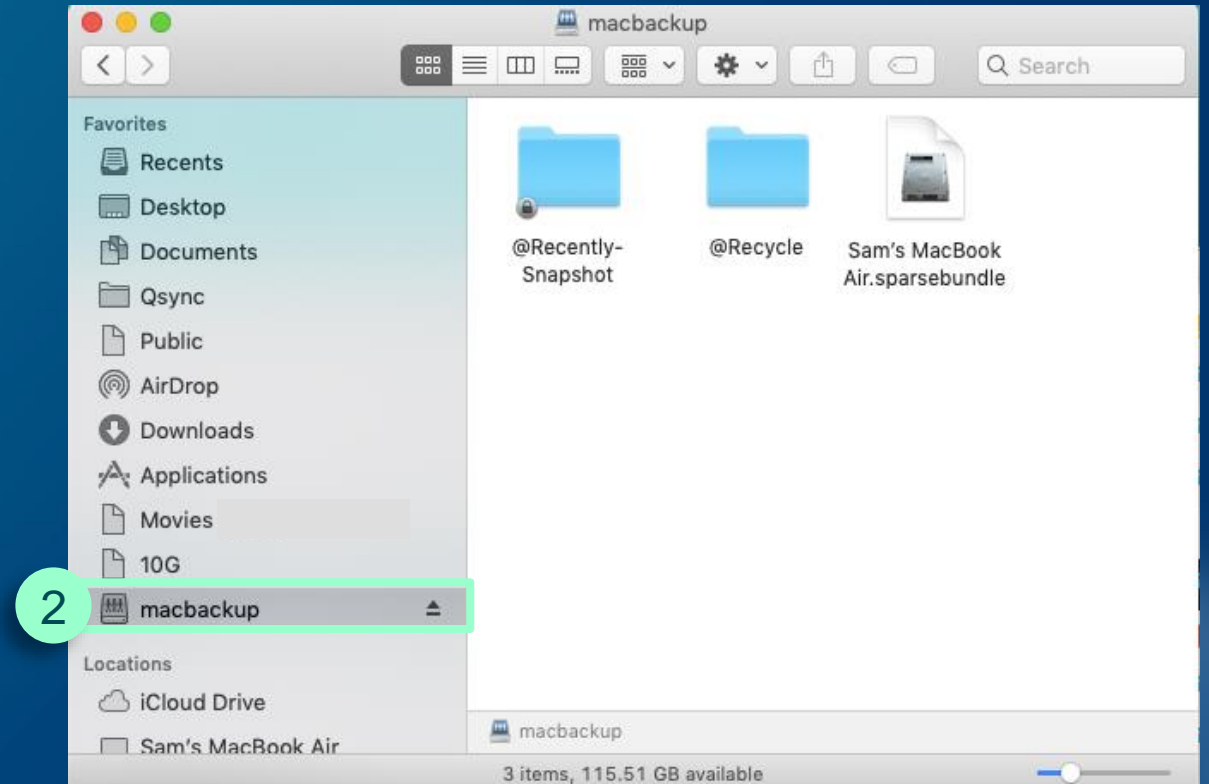 macbackup
Search
Favorites
Recents
Desktop
Documents
Qsync
Public
AirDrop
Downloads
Applications
Movies
10G
2
macbackup
Locations
iCloud Drive
Sam's MacBook Air
@Recently-
Snapshot
@Recycle
Sam's MacBook
Air.sparsebundle
macbackup
3 items, 115.51 GB available